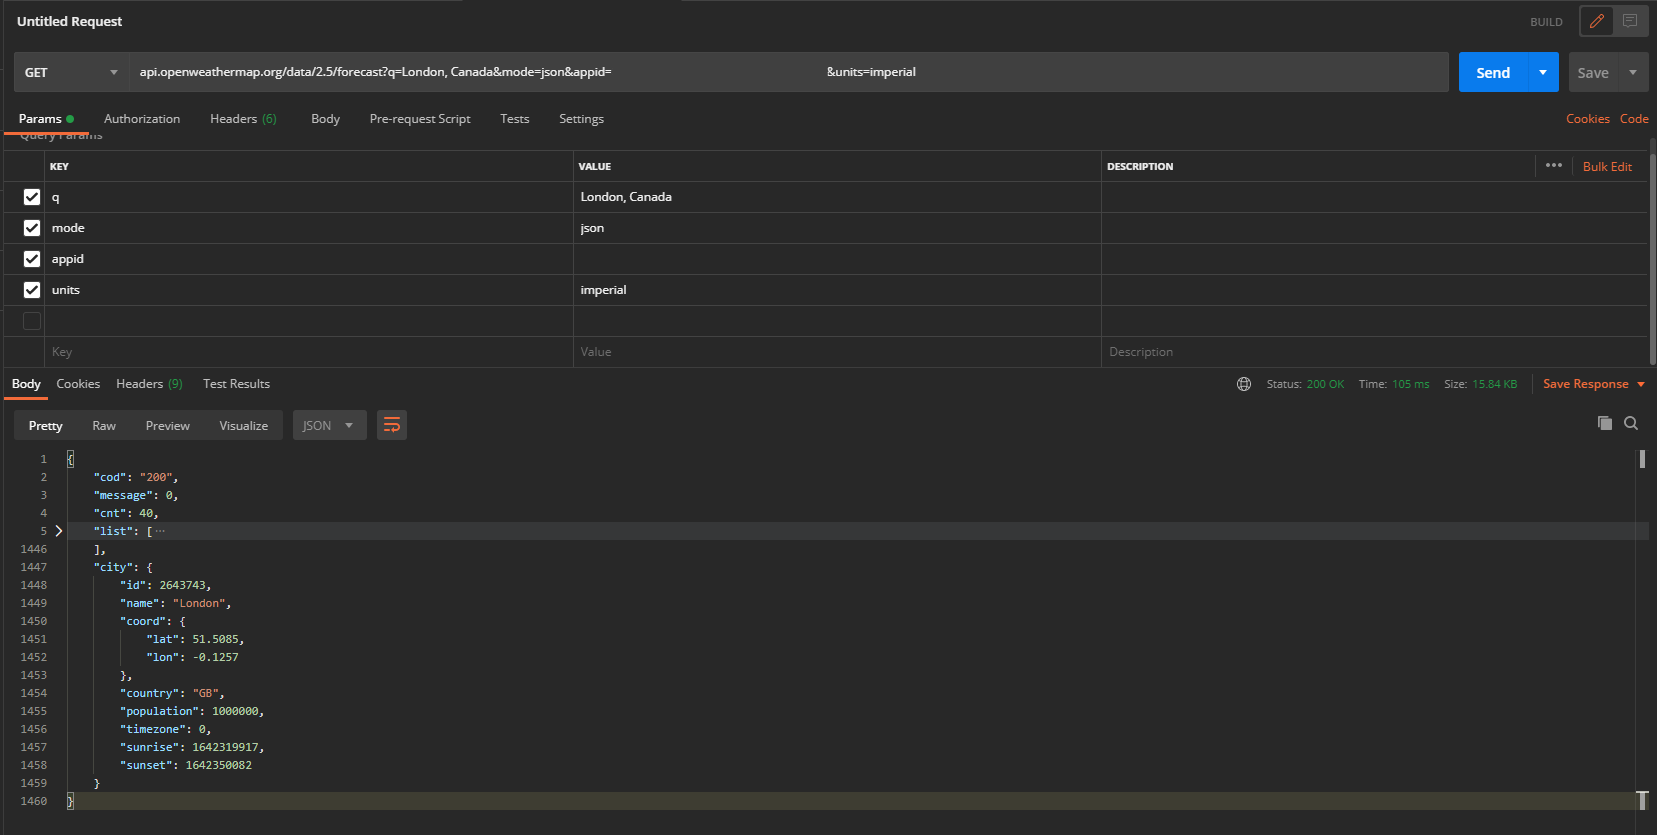 Untitled Request
BUILD
GET api.openweathermap.org/data/2.5/forecast?q=London, Canada&mode=json&appid= &units=imperial Send Save
Params Authorization Headers (6) Body Pre-request Script Tests Settings Cookies Code
Query Params
KEY VALUE DESCRIPTION ••• Bulk Edit
q London, Canada
mode json
appid
units imperial
Key Value Description
Body Cookies Headers (9) Test Results Status: 200 OK Time: 105 ms Size: 15.84 KB Save Response
Pretty Raw Preview Visualize JSON
1 {
2 "cod": "200",
3 "message": 0,
4 "cnt": 40,
5 "list": [ ···
1446 ],
1447 "city": {
1448 "id": 2643743,
1449 "name": "London",
1450 "coord": {
1451 "lat": 51.5085,
1452 "lon": -0.1257
1453 },
1454 "country": "GB",
1455 "population": 1000000,
1456 "timezone": 0,
1457 "sunrise": 1642319917,
1458 "sunset": 1642350082
1459 }
1460 }